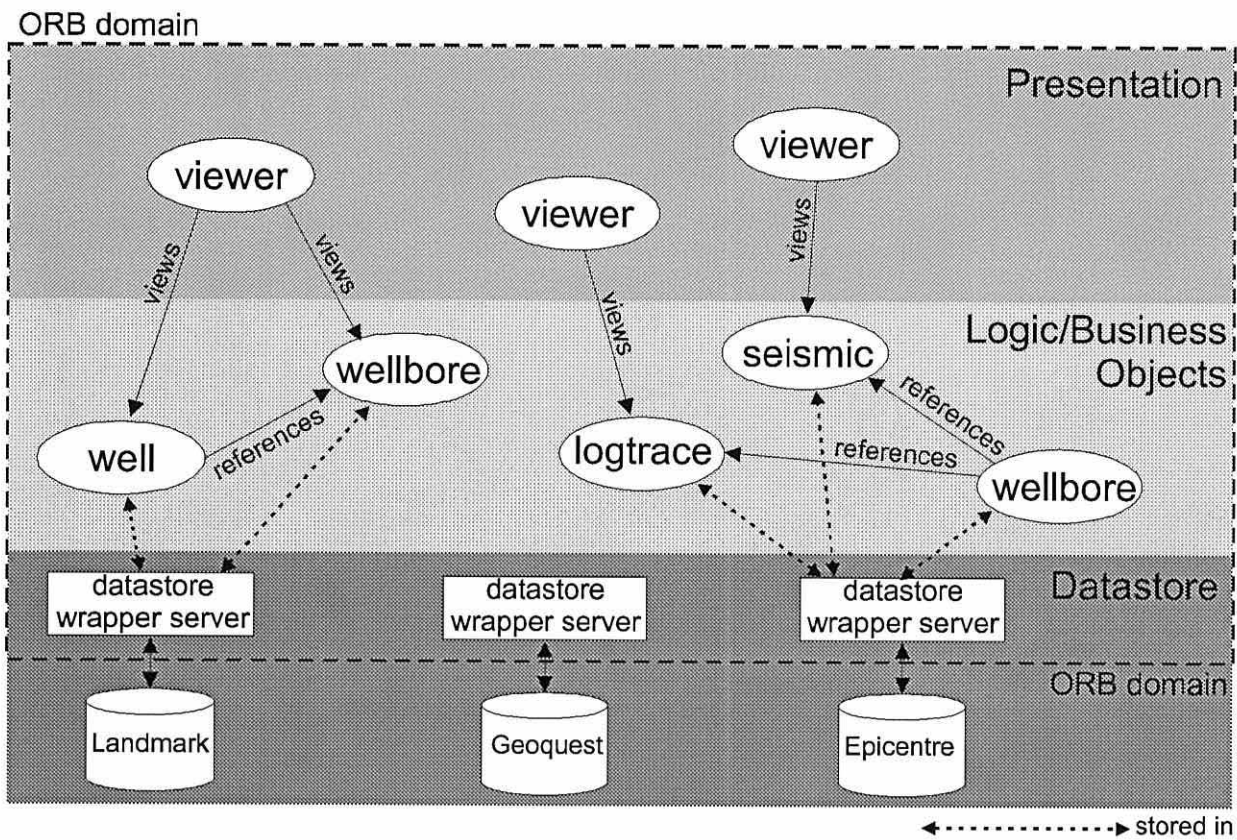 ORB domain
Presentation
viewer
viewer
viewer
views
views
views
views
Logic/Business
Objects
wellbore
seismic
well
references
logtrace
references
references
wellbore
Datastore
datastore
wrapper server
datastore
wrapper server
datastore
wrapper server
ORB domain
Landmark
Geoquest
Epicentre
stored in